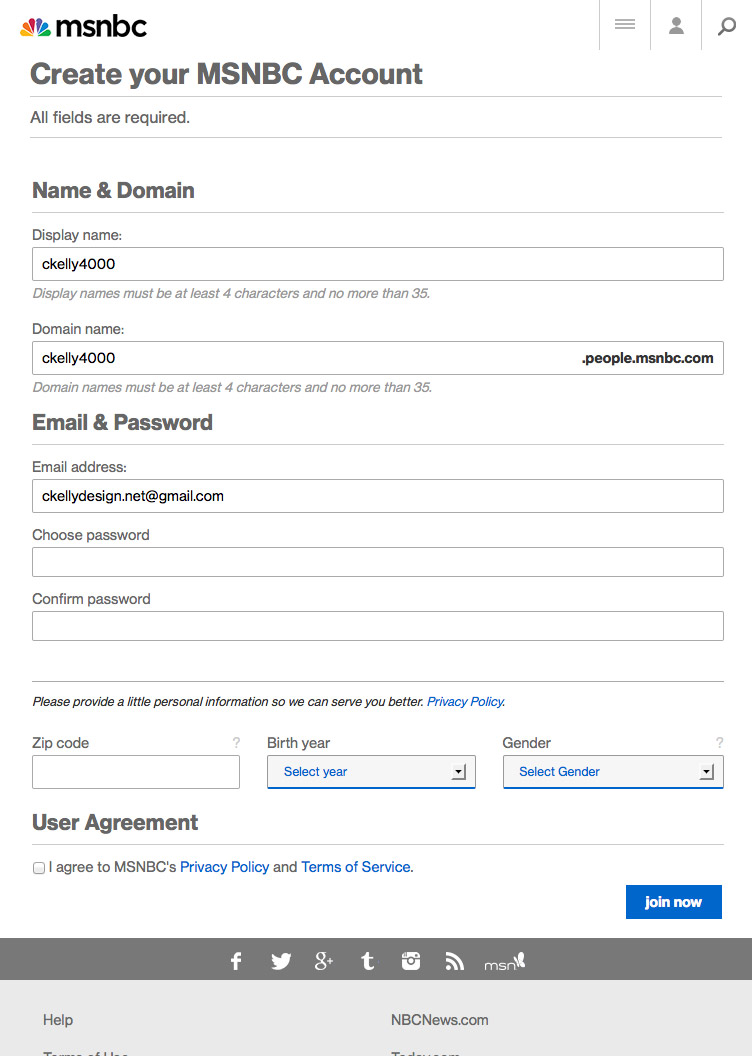 msnbc
Create your MSNBC Account
All fields are required.
Name & Domain
Display name:
ckelly4000
Display names must be at least 4 characters and no more than 35.
Domain name:
ckelly4000 .people.msnbc.com
Domain names must be at least 4 characters and no more than 35.
Email & Password
Email address:
ckellydesign.net@gmail.com
Choose password
Confirm password
Please provide a little personal information so we can serve you better. Privacy Policy.
Zip code ? Birth year Gender ?
Select year Select Gender
User Agreement
I agree to MSNBC's Privacy Policy and Terms of Service.
join now
f g+ t msn
Help NBCNews.com
Terms of Use Today.com